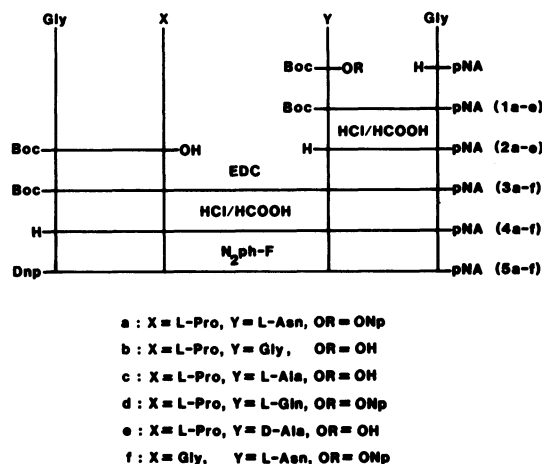 Gly X Y Gly
Boc OR H pNA
Boc pNA (1a-e)
HCl/HCOOH
H pNA (2a-e)
Boc OH
EDC
Boc pNA (3a-f)
HCl/HCOOH
H pNA (4a-f)
N2ph-F
Dnp pNA (5a-f)
a : X = L-Pro, Y = L-Asn, OR = ONp
b : X = L-Pro, Y = Gly, OR = OH
c : X = L-Pro, Y = L-Ala, OR = OH
d : X = L-Pro, Y = L-Gln, OR = ONp
e : X = L-Pro, Y = D-Ala, OR = OH
f : X = Gly, Y = L-Asn, OR = ONp